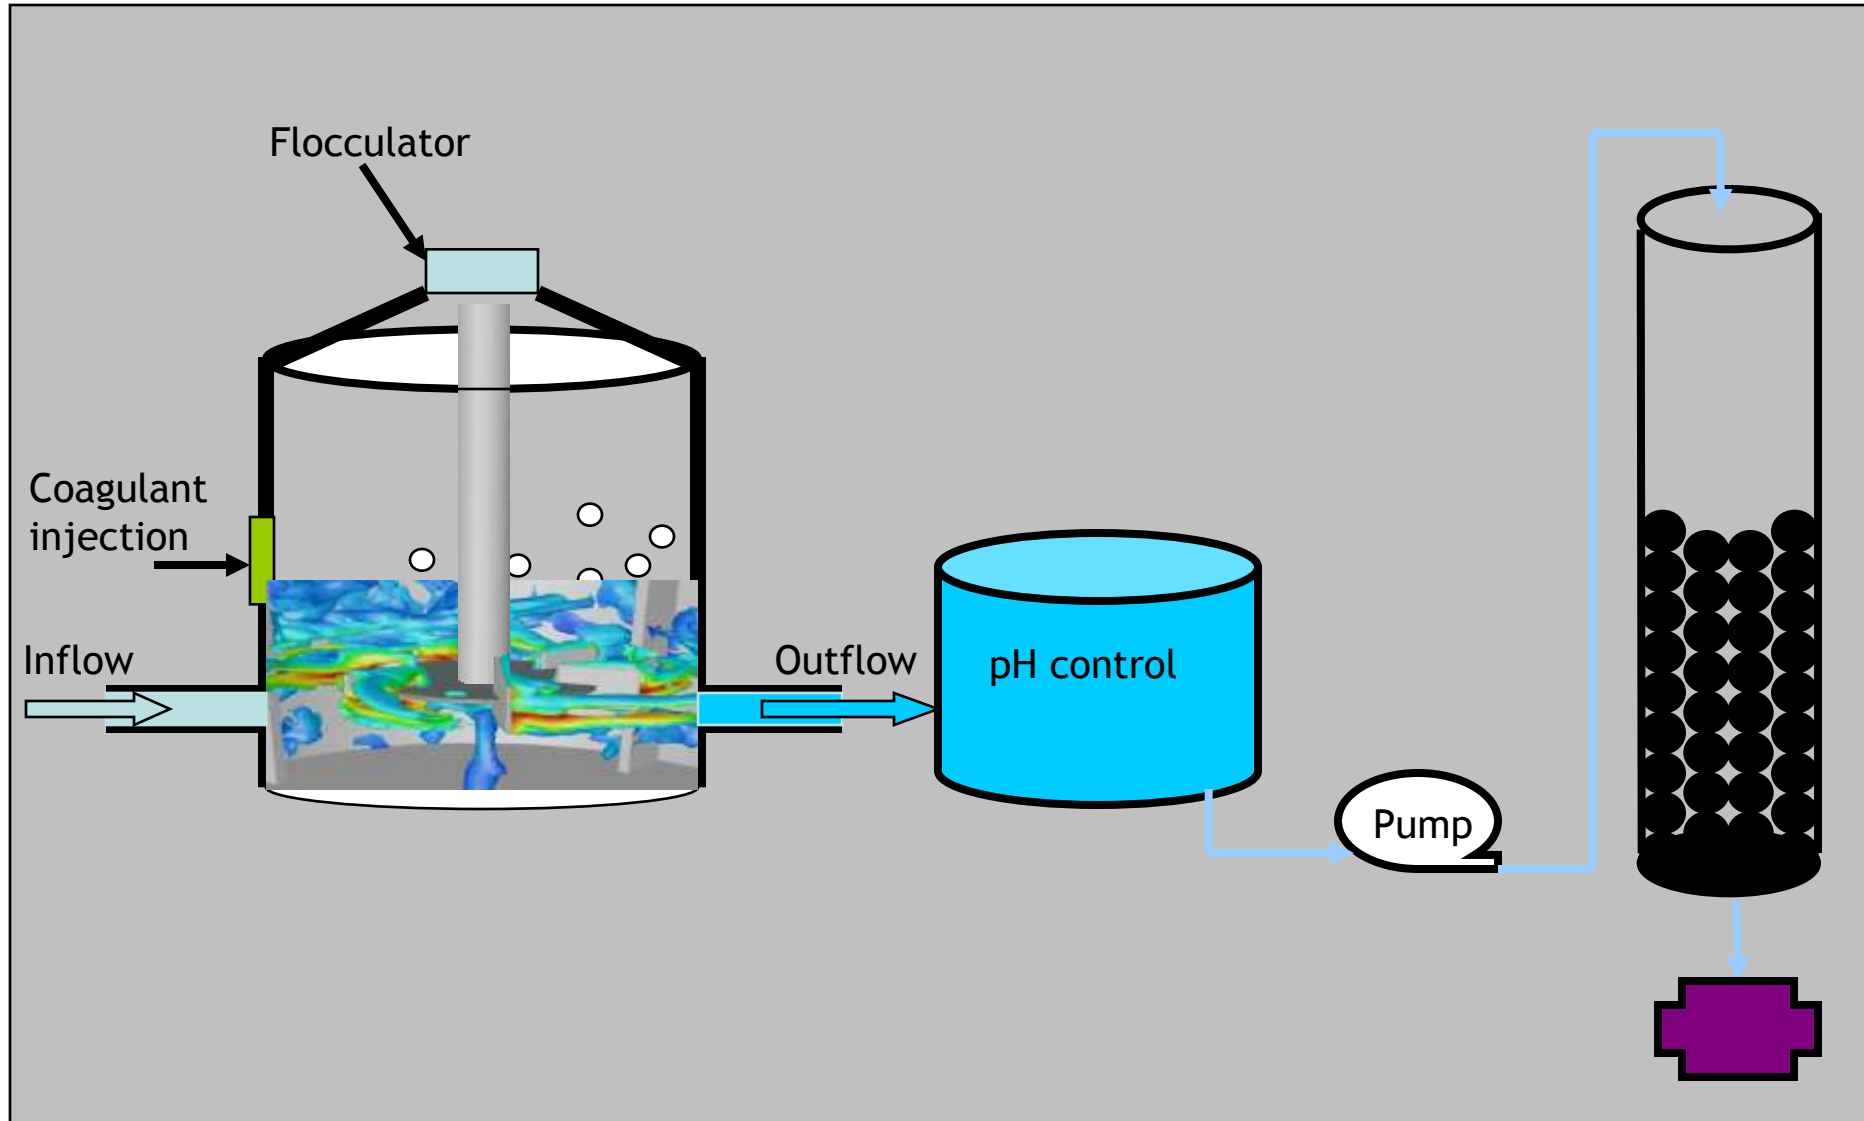 Flocculator
Coagulant
injection
Inflow
Outflow
pH control
Pump